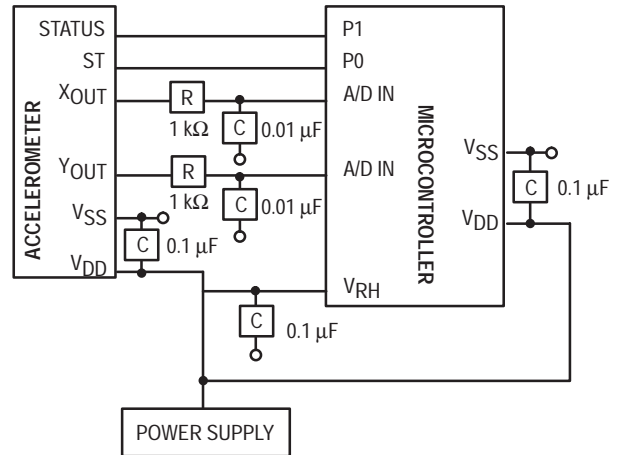 STATUS
P1
ST
P0
XOUT
R
A/D IN
1 kΩ
C
0.01 μF
YOUT
R
A/D IN
1 kΩ
C
0.01 μF
VSS
C
0.1 μF
VDD
ACCELEROMETER
MICROCONTROLLER
VSS
C
0.1 μF
VDD
VRH
C
0.1 μF
POWER SUPPLY